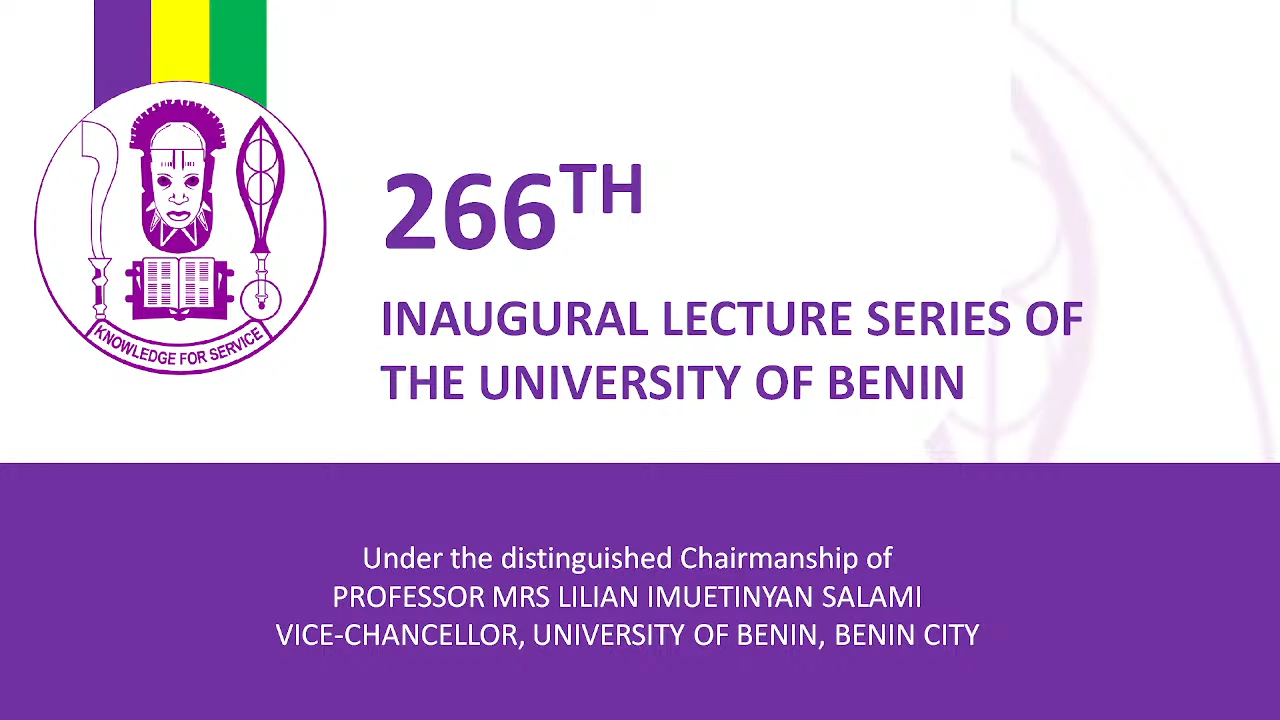 266TH
INAUGURAL LECTURE SERIES OF
THE UNIVERSITY OF BENIN
KNOWLEDGE FOR SERVICE
Under the distinguished Chairmanship of
PROFESSOR MRS LILIAN IMUETINYAN SALAMI
VICE-CHANCELLOR, UNIVERSITY OF BENIN, BENIN CITY